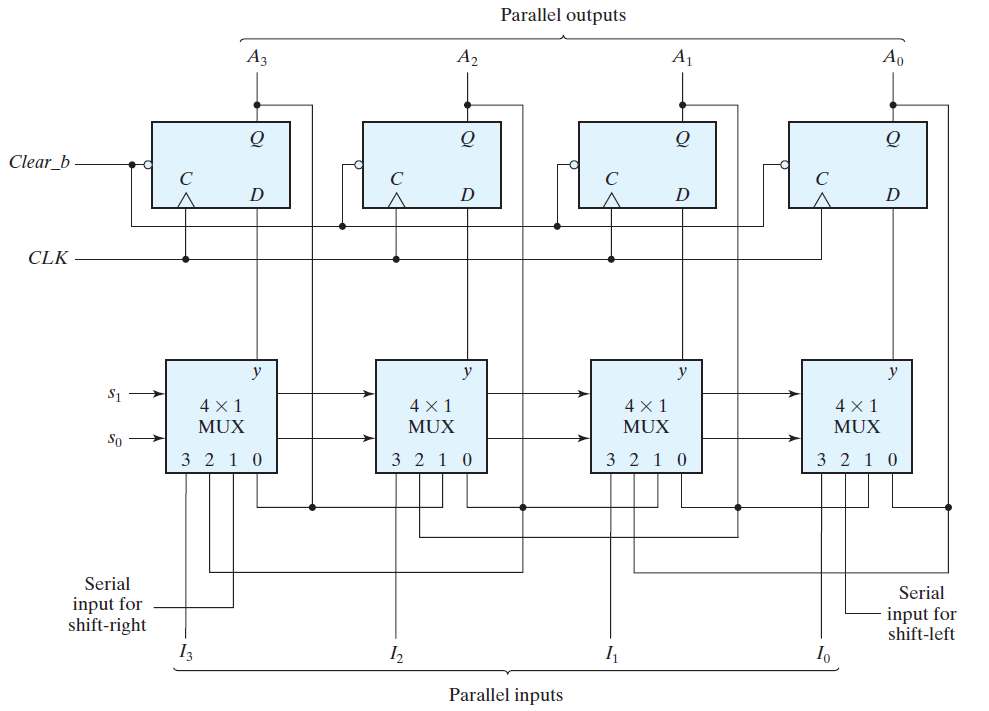 Parallel outputs
A3 A2 A1 A0
Q Q Q Q
Clear_b
C C C C
D D D D
CLK
y y y y
s1
4 × 1 4 × 1 4 × 1 4 × 1
MUX MUX MUX MUX
s0
3 2 1 0 3 2 1 0 3 2 1 0 3 2 1 0
Serial
input for
shift-right
Serial
input for
shift-left
I3 I2 I1 I0
Parallel inputs